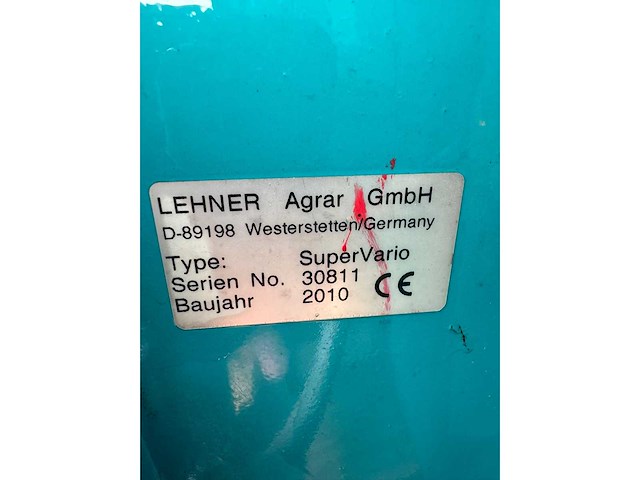 LEHNER Agrar GmbH
D-89198 Westerstetten/Germany
Type: SuperVario
Serien No. 30811
Baujahr 2010 CE